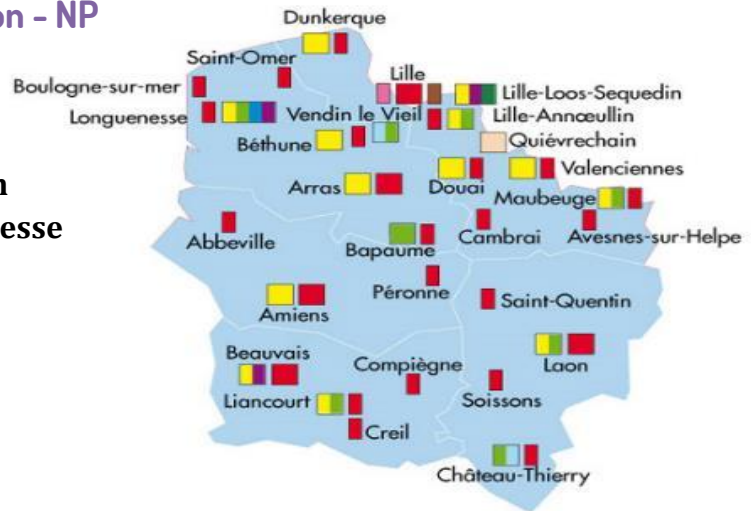 on - NP
Dunkerque
Saint-Omer
Lille
Boulogne-sur-mer
Lille-Loos-Sequedin
Longuenesse
Vendin le Vieil
Lille-Annœullin
Béthune
Quiévrechain
Arras
Douai
Valenciennes
n
esse
Maubeuge
Abbeville
Bapaume
Cambrai
Avesnes-sur-Helpe
Péronne
Saint-Quentin
Amiens
Beauvais
Compiègne
Laon
Liancourt
Soissons
Creil
Château-Thierry